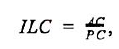 ILC = AC/PC,